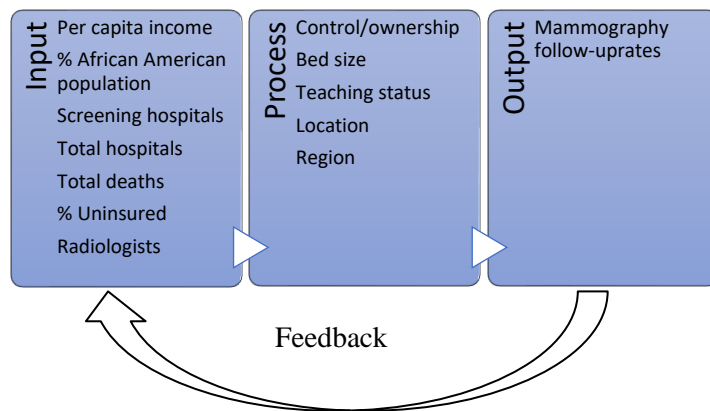 Input
Per capita income
% African American
population
Screening hospitals
Total hospitals
Total deaths
% Uninsured
Radiologists
Process
Control/ownership
Bed size
Teaching status
Location
Region
Output
Mammography
follow-uprates
Feedback